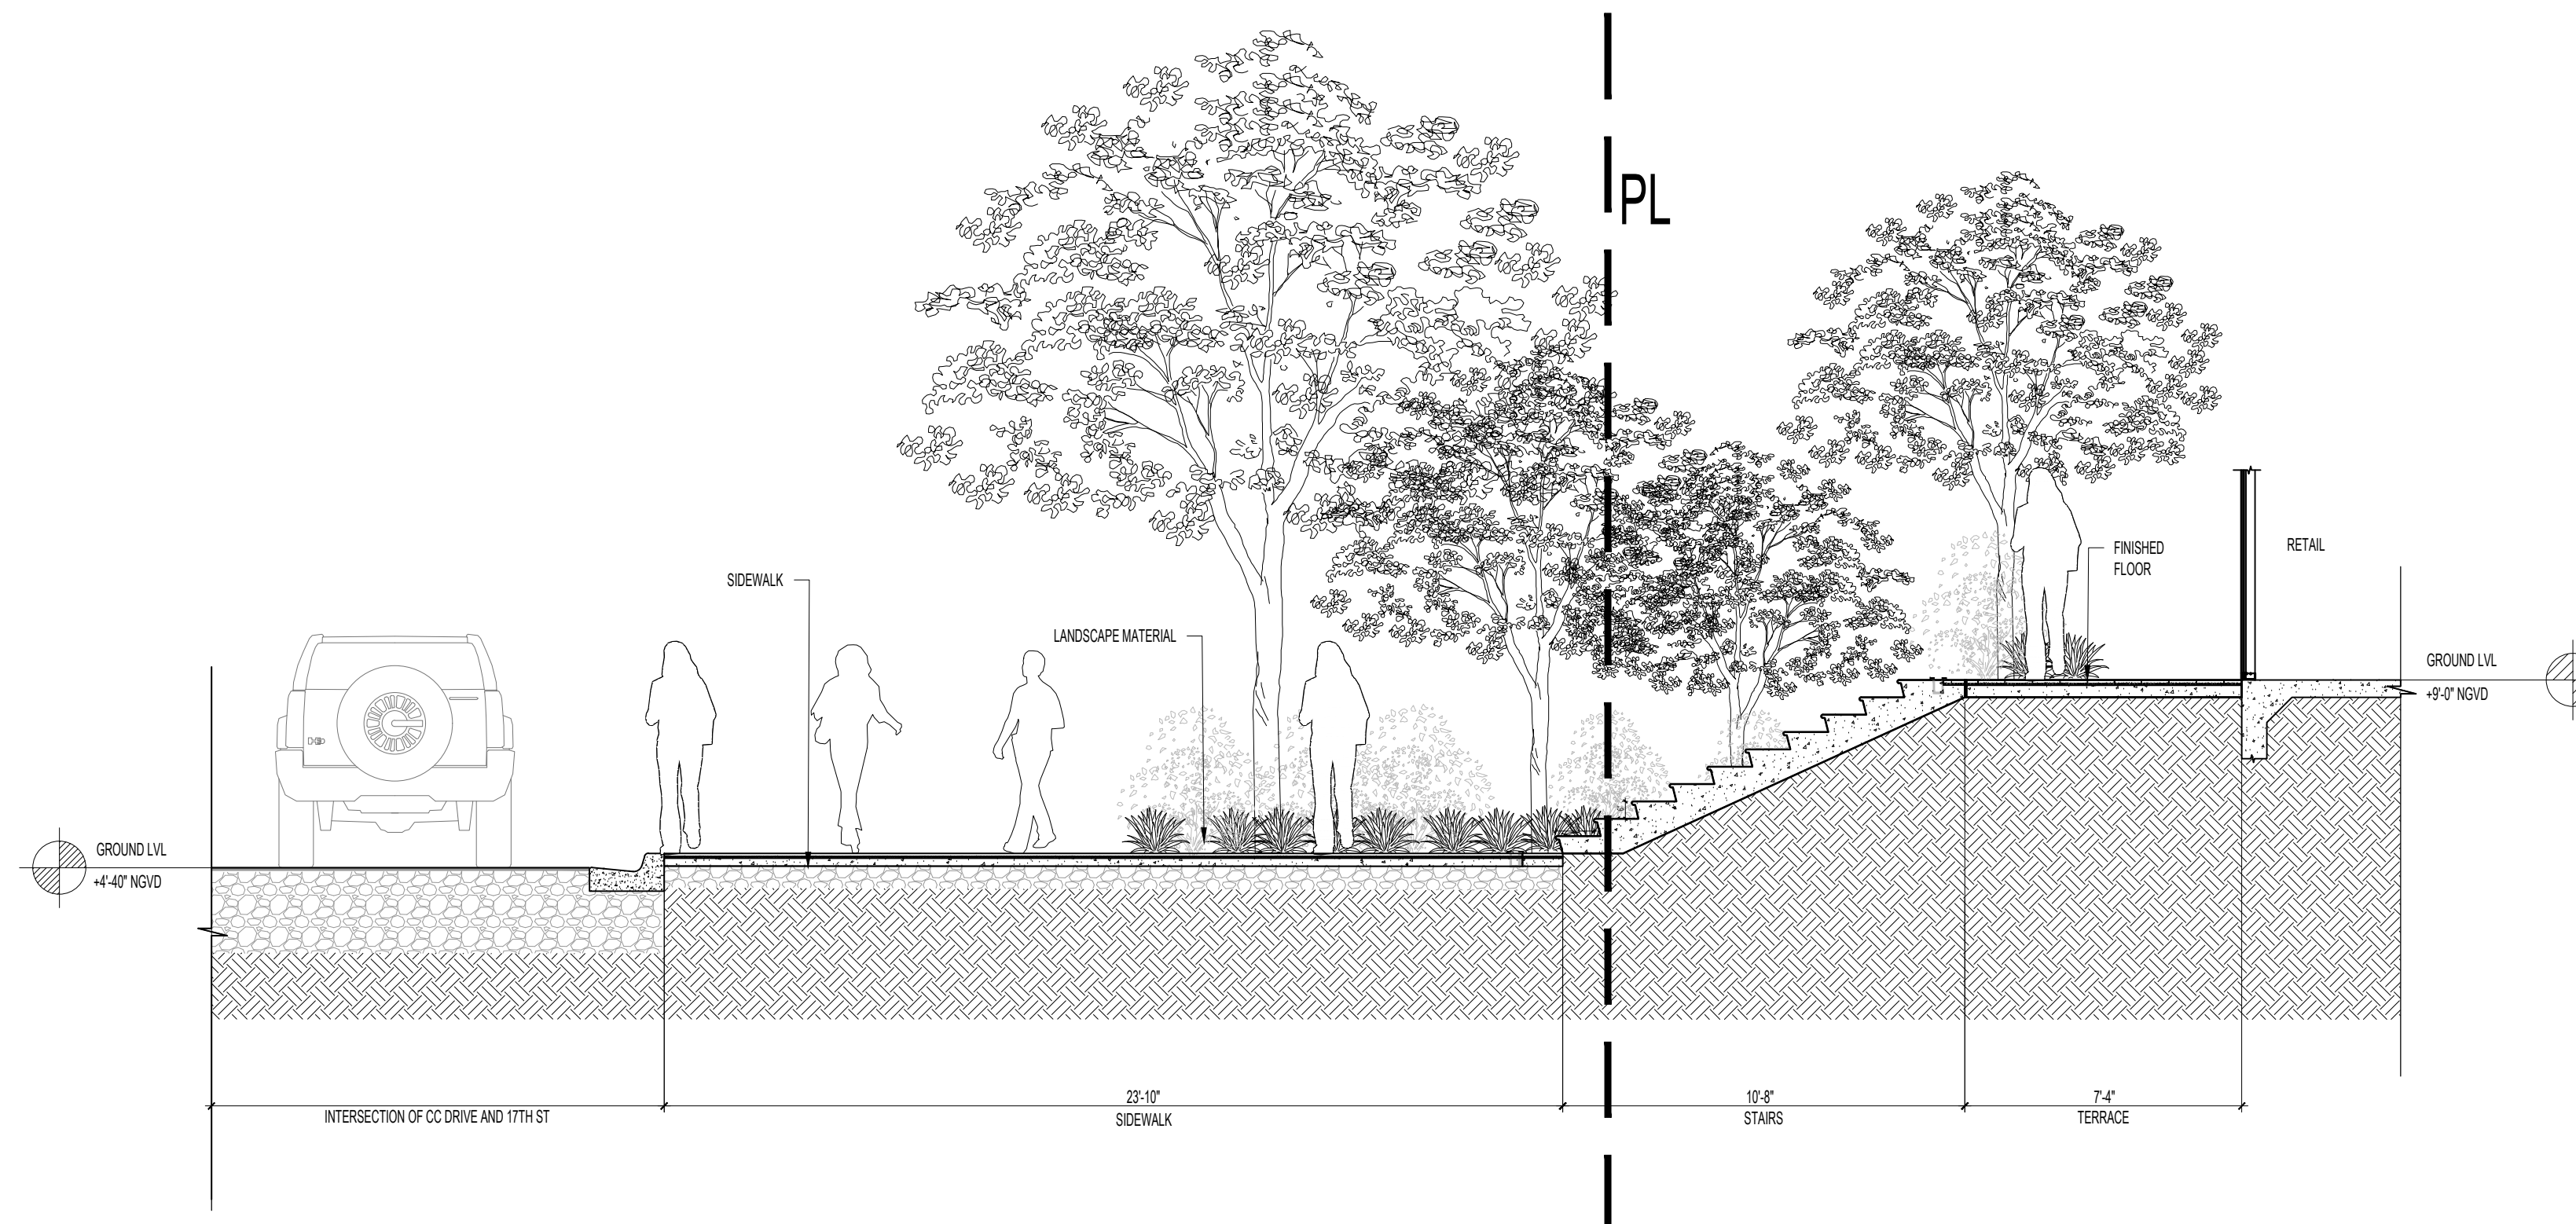 PL
FINISHED
FLOOR
RETAIL
SIDEWALK
LANDSCAPE MATERIAL
GROUND LVL
+9'-0" NGVD
GROUND LVL
+4'-40" NGVD
INTERSECTION OF CC DRIVE AND 17TH ST
23'-10"
SIDEWALK
10'-8"
STAIRS
7'-4"
TERRACE